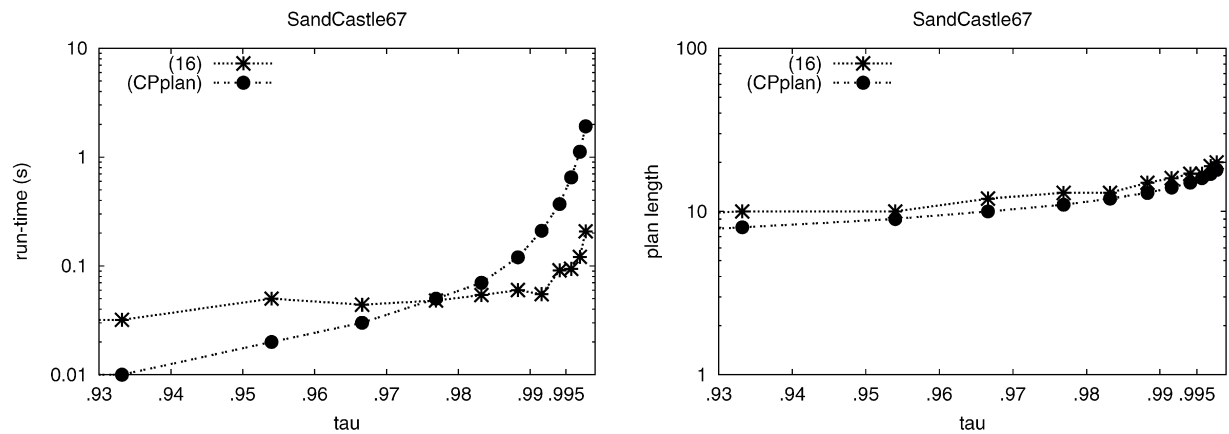 SandCastle67
10
1
0.1
0.01
run-time (s)
(16)
(CPplan)
.93 .94 .95 .96 .97 .98 .99 .995
tau
SandCastle67
100
10
1
plan length
(16)
(CPplan)
.93 .94 .95 .96 .97 .98 .99 .995
tau